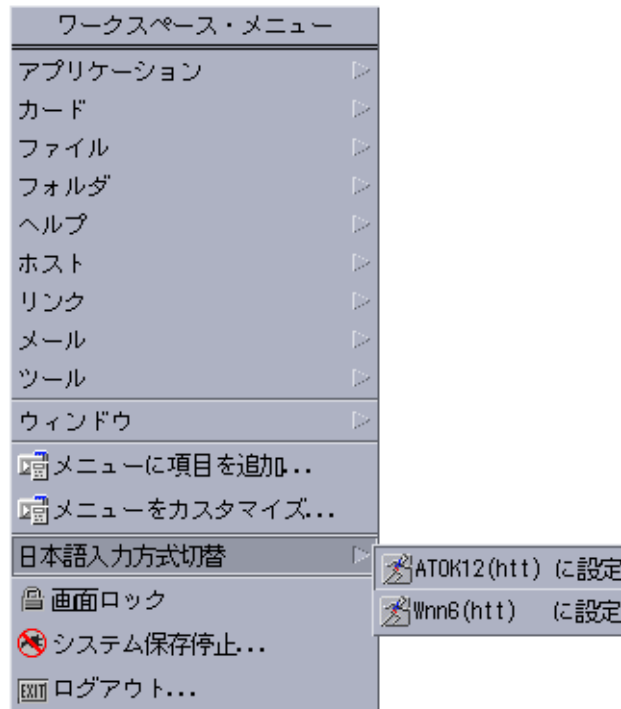 ワークスペース・メニュー
アプリケーション
カード
ファイル
フォルダ
ヘルプ
ホスト
リンク
メール
ツール
ウィンドウ
メニューに項目を追加...
メニューをカスタマイズ...
日本語入力方式切替
ATOK12(htt) に設定
Wnn6(htt) に設定
画面ロック
システム保存停止...
EXIT ログアウト...